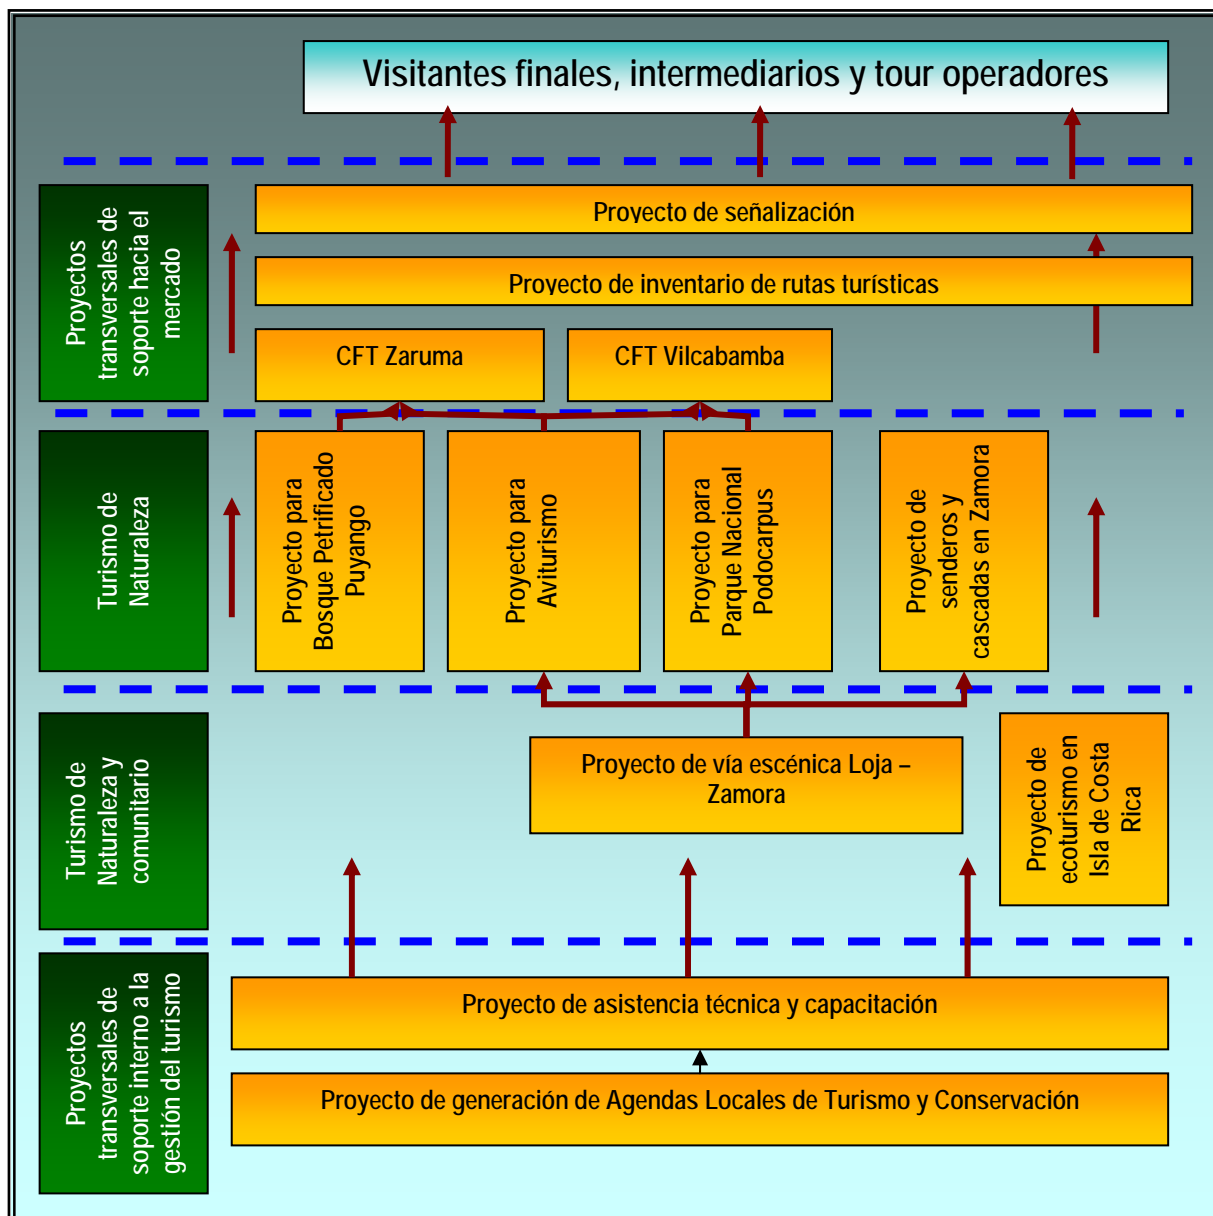 Visitantes finales, intermediarios y tour operadores
Proyectos
transversales de
soporte hacia el
mercado
Proyecto de señalización
Proyecto de inventario de rutas turísticas
CFT Zaruma
CFT Vilcabamba
Turismo de
Naturaleza
Proyecto para
Bosque Petrificado
Puyango
Proyecto para
Aviturismo
Proyecto para
Parque Nacional
Podocarpus
Proyecto de
senderos y
cascadas en Zamora
Turismo de
Naturaleza y
comunitario
Proyecto de vía escénica Loja –
Zamora
Proyecto de
ecoturismo en
Isla de Costa
Rica
Proyectos
transversales de
soporte interno a la
gestión del turismo
Proyecto de asistencia técnica y capacitación
Proyecto de generación de Agendas Locales de Turismo y Conservación